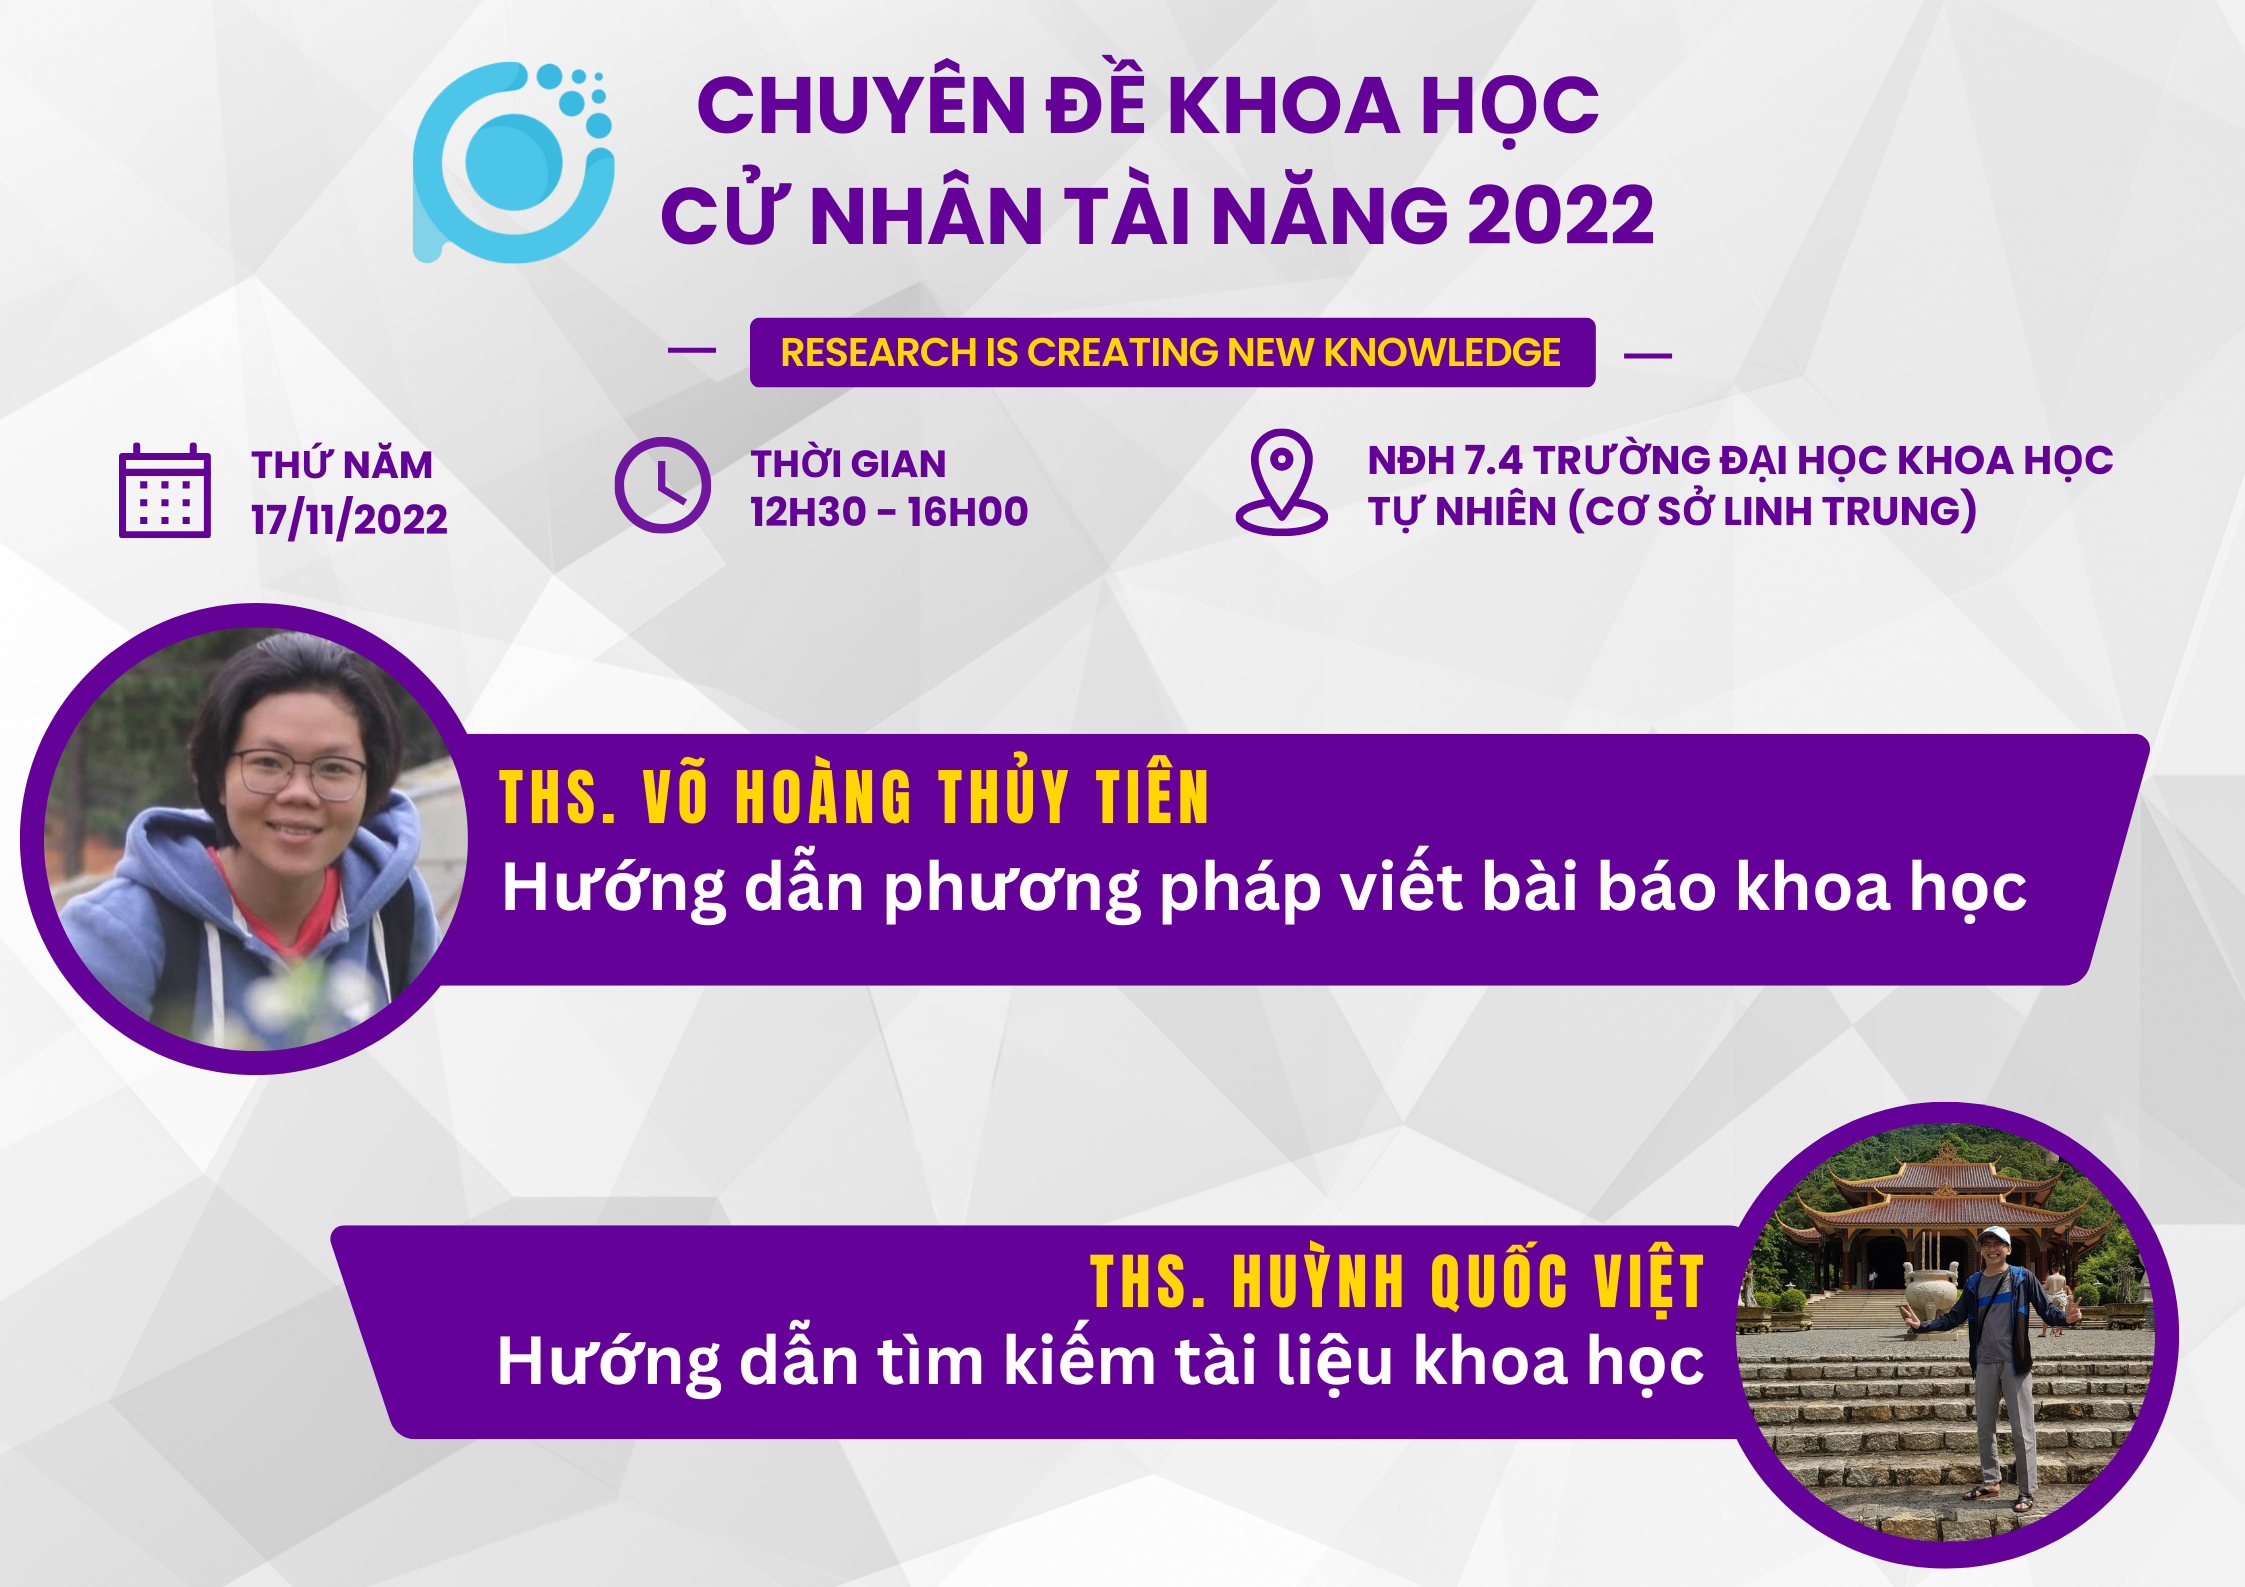 CHUYÊN ĐỀ KHOA HỌC
CỬ NHÂN TÀI NĂNG 2022
RESEARCH IS CREATING NEW KNOWLEDGE
THỨ NĂM
17/11/2022
THỜI GIAN
12H30 - 16H00
NĐH 7.4 TRƯỜNG ĐẠI HỌC KHOA HỌC
TỰ NHIÊN (CƠ SỞ LINH TRUNG)
THS. VÕ HOÀNG THỦY TIÊN
Hướng dẫn phương pháp viết bài báo khoa học
THS. HUỲNH QUỐC VIỆT
Hướng dẫn tìm kiếm tài liệu khoa học